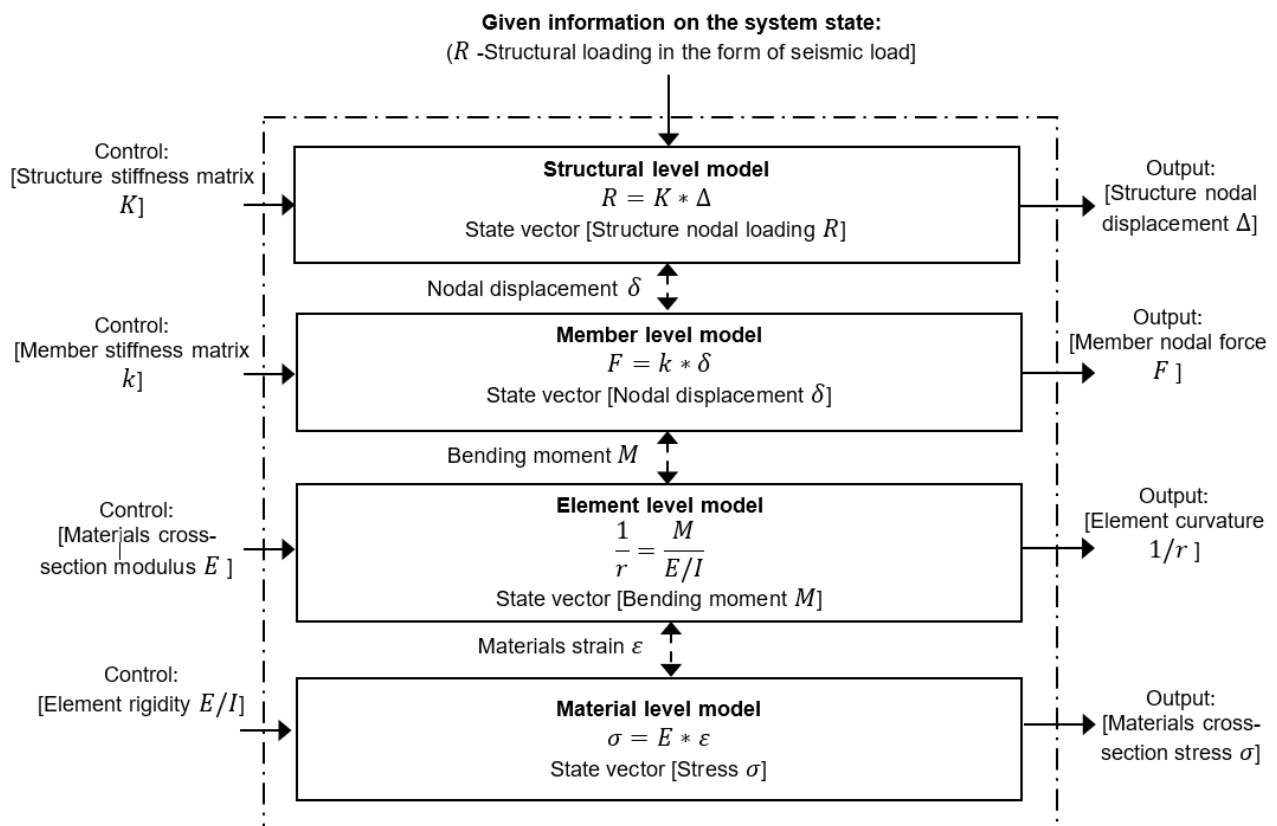 Given information on the system state:
(R -Structural loading in the form of seismic load]
Control:
[Structure stiffness matrix
K]
Structural level model
R = K * Δ
State vector [Structure nodal loading R]
Output:
[Structure nodal
displacement Δ]
Nodal displacement δ
Control:
[Member stiffness matrix
k]
Member level model
F = k * δ
State vector [Nodal displacement δ]
Output:
[Member nodal force
F ]
Bending moment M
Control:
[Materials cross-
section modulus E ]
Element level model
1/r = M/(E/I)
State vector [Bending moment M]
Output:
[Element curvature
1/r ]
Materials strain ε
Control:
[Element rigidity E/I]
Material level model
σ = E * ε
State vector [Stress σ]
Output:
[Materials cross-
section stress σ]